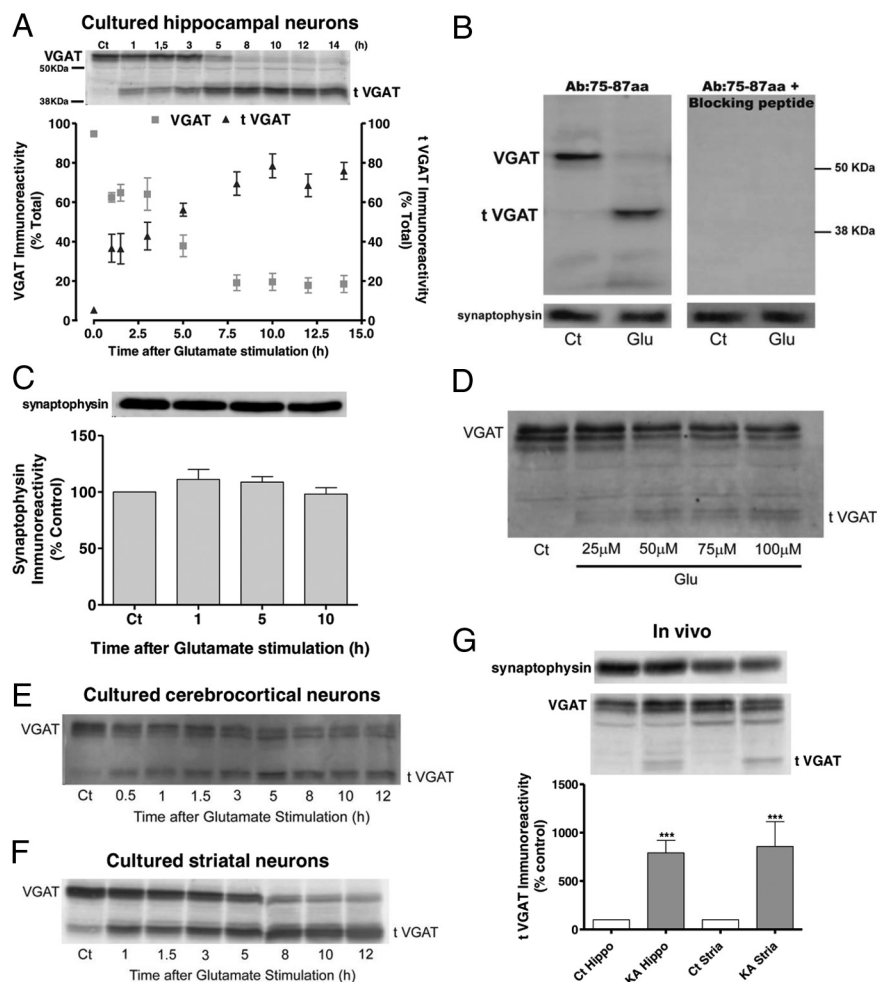 A
Cultured hippocampal neurons
Ct 1 1,5 3 5 8 10 12 14 (h)
VGAT
50KDa
38KDa
t VGAT
VGAT t VGAT
100 100
80 80
60 60
40 40
20 20
0 0
VGAT Immunoreactivity
(% Total)
t VGAT Immunoreactivity
(% Total)
0.0 2.5 5.0 7.5 10.0 12.5 15.0
Time after Glutamate stimulation (h)
B
Ab:75-87aa
Ab:75-87aa +
Blocking peptide
VGAT
t VGAT
50 KDa
38 KDa
synaptophysin
Ct Glu Ct Glu
C
synaptophysin
150
100
50
0
Synaptophysin
Immunoreactivity
(% Control)
Ct 1 5 10
Time after Glutamate stimulation (h)
D
VGAT
t VGAT
Ct 25μM 50μM 75μM 100μM
Glu
E
Cultured cerebrocortical neurons
VGAT
t VGAT
Ct 0.5 1 1.5 3 5 8 10 12
Time after Glutamate Stimulation (h)
F
Cultured striatal neurons
VGAT
t VGAT
Ct 1 1.5 3 5 8 10 12
Time after Glutamate Stimulation (h)
G
In vivo
synaptophysin
VGAT
t VGAT
1500
1000
500
0
t VGAT Immunoreactivity
(% control)
*** ***
Ct Hippo KA Hippo Ct Stria KA Stria